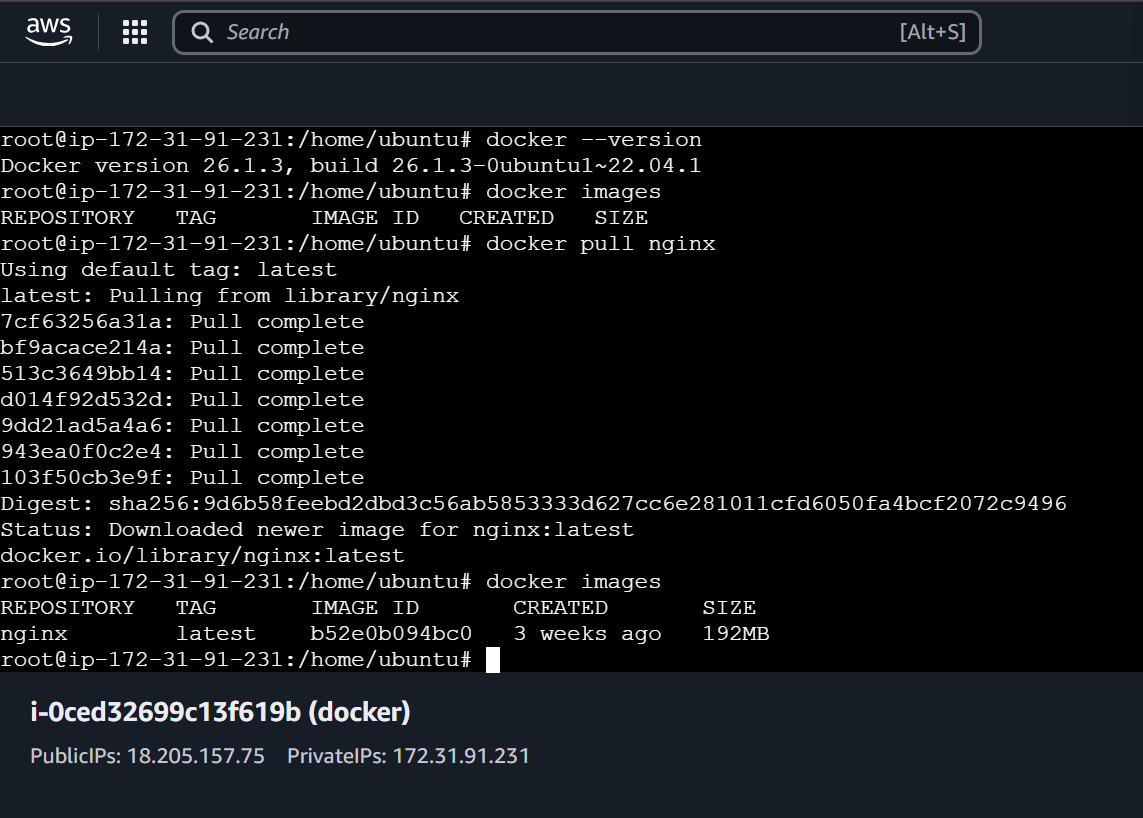 aws
Search [Alt+S]
root@ip-172-31-91-231:/home/ubuntu# docker --version
Docker version 26.1.3, build 26.1.3-0ubuntu1~22.04.1
root@ip-172-31-91-231:/home/ubuntu# docker images
REPOSITORY   TAG       IMAGE ID   CREATED   SIZE
root@ip-172-31-91-231:/home/ubuntu# docker pull nginx
Using default tag: latest
latest: Pulling from library/nginx
7cf63256a31a: Pull complete
bf9acace214a: Pull complete
513c3649bb14: Pull complete
d014f92d532d: Pull complete
9dd21ad5a4a6: Pull complete
943ea0f0c2e4: Pull complete
103f50cb3e9f: Pull complete
Digest: sha256:9d6b58feebd2dbd3c56ab5853333d627cc6e281011cfd6050fa4bcf2072c9496
Status: Downloaded newer image for nginx:latest
docker.io/library/nginx:latest
root@ip-172-31-91-231:/home/ubuntu# docker images
REPOSITORY   TAG       IMAGE ID       CREATED       SIZE
nginx        latest    b52e0b094bc0   3 weeks ago   192MB
root@ip-172-31-91-231:/home/ubuntu#
i-0ced32699c13f619b (docker)
PublicIPs: 18.205.157.75   PrivateIPs: 172.31.91.231